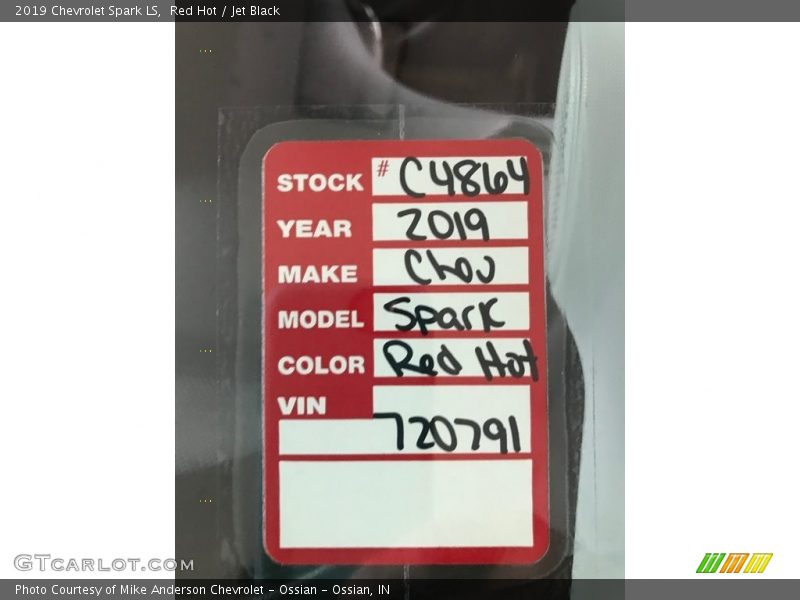 2019 Chevrolet Spark LS,  Red Hot / Jet Black
STOCK # C4864
YEAR 2019
MAKE Chev
MODEL Spark
COLOR Red Hot
VIN
720791
GTCARLOT.COM
Photo Courtesy of Mike Anderson Chevrolet - Ossian - Ossian, IN